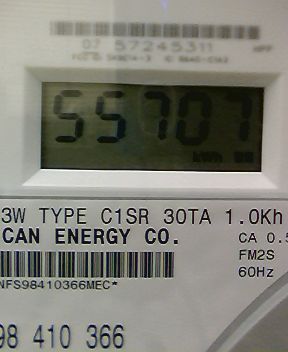 07 57245311
55707
kWh
3W TYPE C1SR 30TA 1.0Kh
CAN ENERGY CO.
CA 0.5
FM2S
60Hz
NFS98410366MEC*
98 410 366